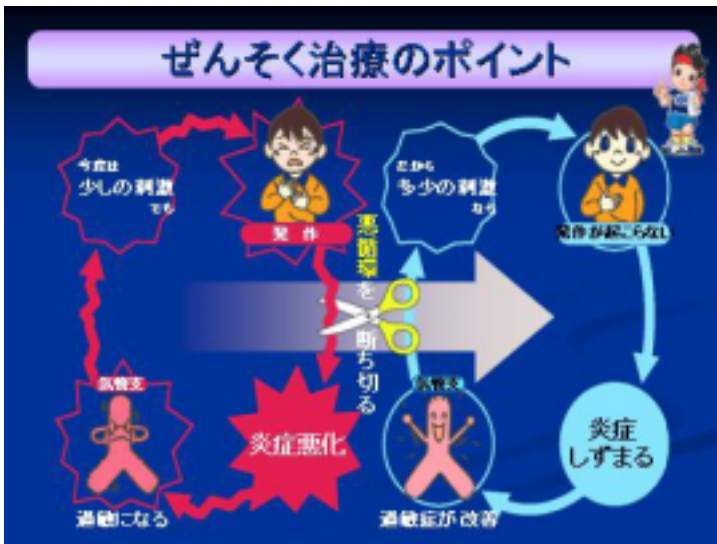 ぜんそく治療のポイント
今度は
少しの刺激
でも
発作
悪循環を断ち切る
だから
多少の刺激
なら
発作が起こらない
気管支
過敏になる
炎症悪化
気管支
過敏症が改善
炎症
しずまる